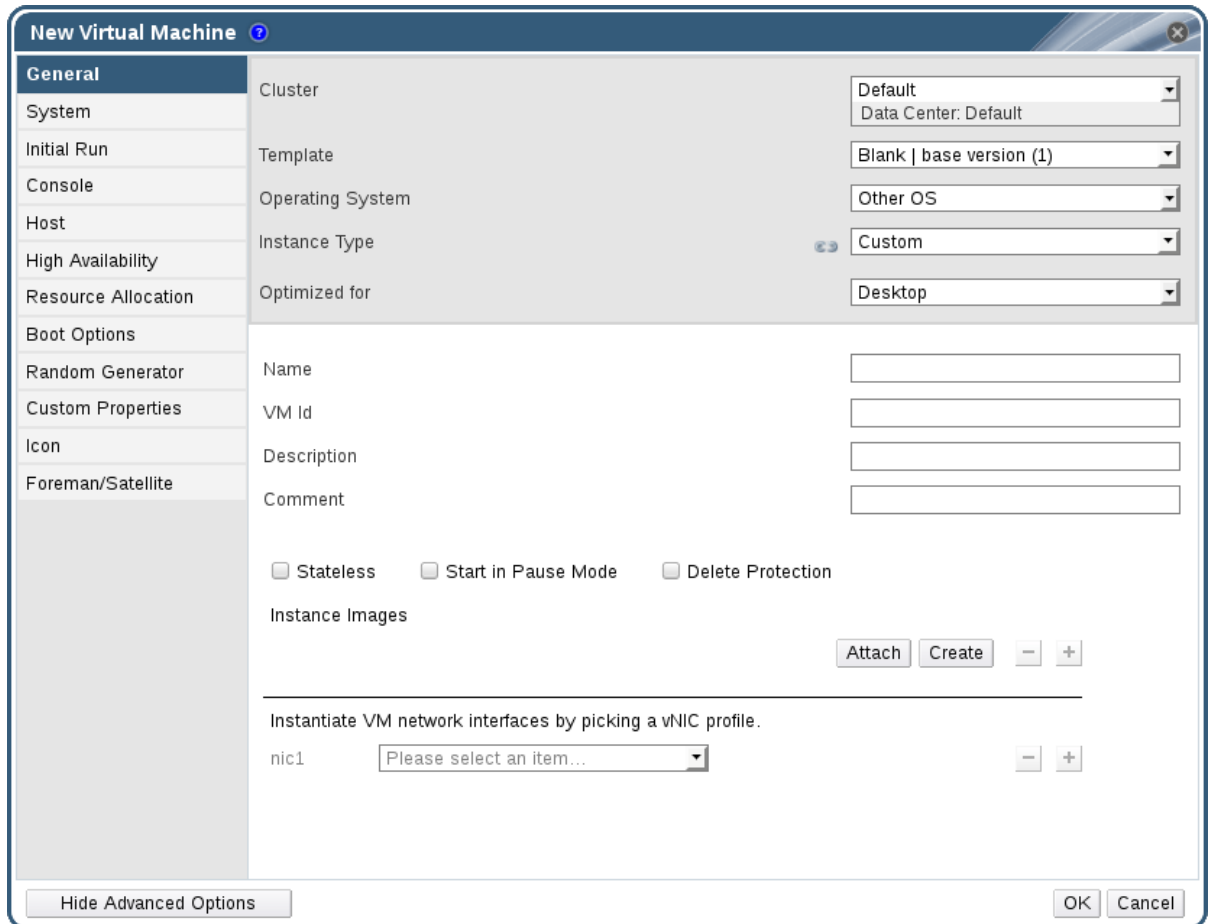 New Virtual Machine ?
General
System
Initial Run
Console
Host
High Availability
Resource Allocation
Boot Options
Random Generator
Custom Properties
Icon
Foreman/Satellite
Cluster Default
Data Center: Default
Template Blank | base version (1)
Operating System Other OS
Instance Type Custom
Optimized for Desktop
Name
VM Id
Description
Comment
Stateless Start in Pause Mode Delete Protection
Instance Images
Attach Create − +
Instantiate VM network interfaces by picking a vNIC profile.
nic1 Please select an item... − +
Hide Advanced Options OK Cancel